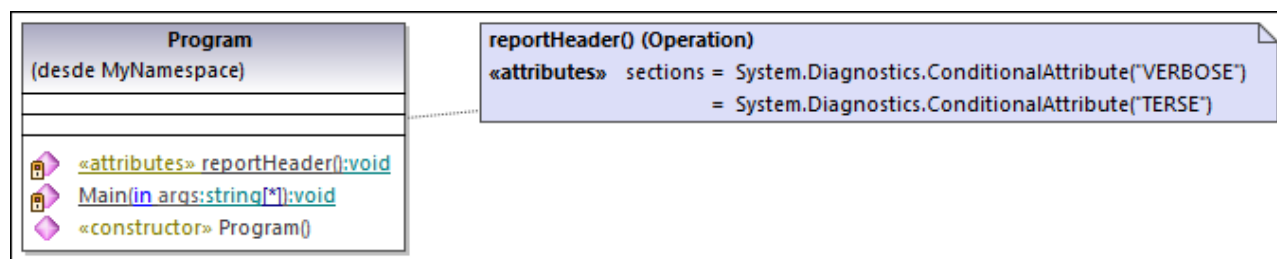 Program
(desde MyNamespace)
«attributes» reportHeader():void
Main(in args:string[*]):void
«constructor» Program()
reportHeader() (Operation)
«attributes» sections = System.Diagnostics.ConditionalAttribute("VERBOSE")
= System.Diagnostics.ConditionalAttribute("TERSE")